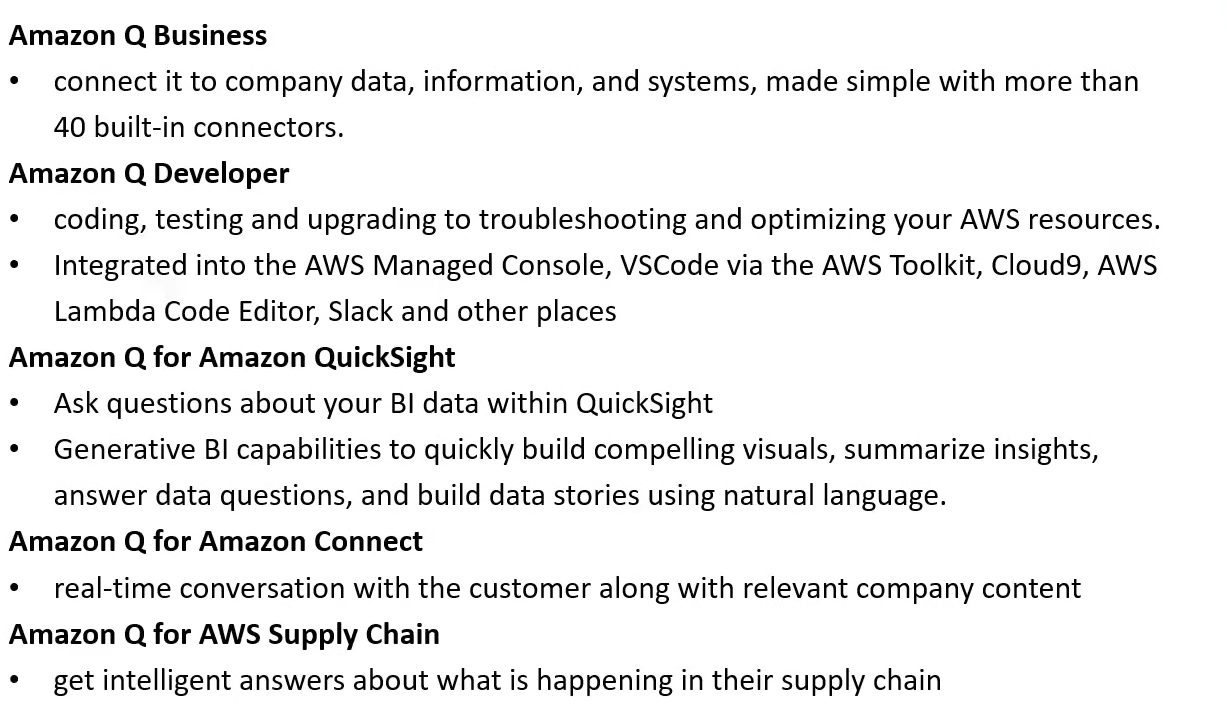 Amazon Q Business
• connect it to company data, information, and systems, made simple with more than
40 built-in connectors.
Amazon Q Developer
• coding, testing and upgrading to troubleshooting and optimizing your AWS resources.
• Integrated into the AWS Managed Console, VSCode via the AWS Toolkit, Cloud9, AWS
Lambda Code Editor, Slack and other places
Amazon Q for Amazon QuickSight
• Ask questions about your BI data within QuickSight
• Generative BI capabilities to quickly build compelling visuals, summarize insights,
answer data questions, and build data stories using natural language.
Amazon Q for Amazon Connect
• real-time conversation with the customer along with relevant company content
Amazon Q for AWS Supply Chain
• get intelligent answers about what is happening in their supply chain